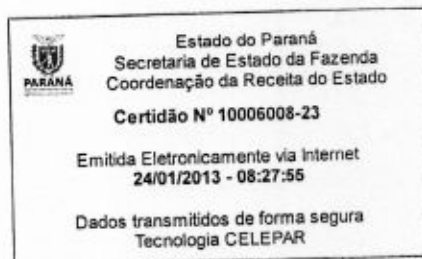 Estado do Paraná
Secretaria de Estado da Fazenda
PARANÁ
Coordenação da Receita do Estado
Certidão Nº 10006008-23
Emitida Eletronicamente via Internet
24/01/2013 - 08:27:55
Dados transmitidos de forma segura
Tecnologia CELEPAR